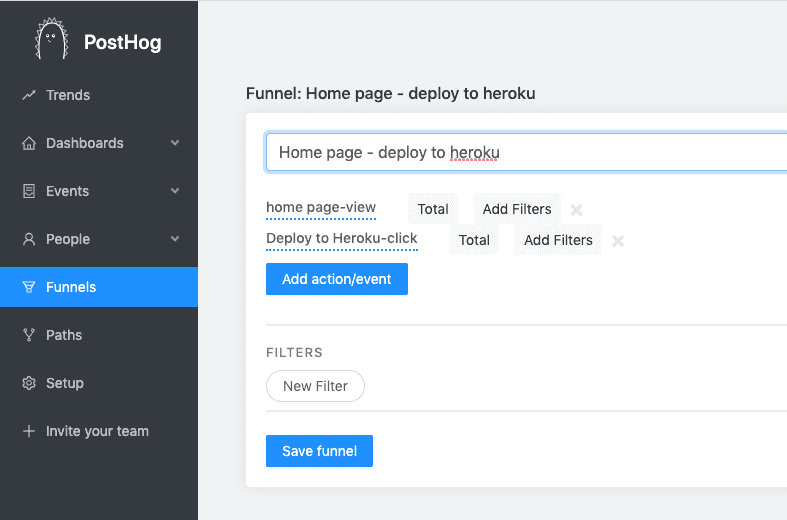 PostHog
Trends
Dashboards
Events
People
Funnels
Paths
Setup
Invite your team
Funnel: Home page - deploy to heroku
Home page - deploy to heroku
home page-view Total Add Filters
Deploy to Heroku-click Total Add Filters
Add action/event
FILTERS
New Filter
Save funnel